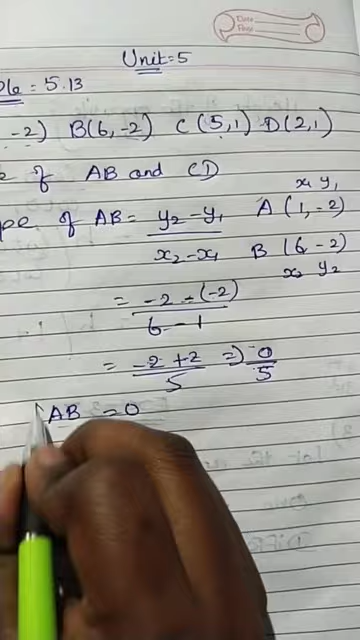 Date
Page
Unit = 5
ple = 5.13
, -2) B(6, -2) C(5, 1) D(2, 1)
e of AB and CD
ope of AB = y₂ - y₁ / x₂ - x₁
x₁ y₁
A (1, -2)
B (6, -2)
x₂ y₂
= -2 - (-2) / 6 - 1
= -2 + 2 / 5 => 0 / 5
AB = 0